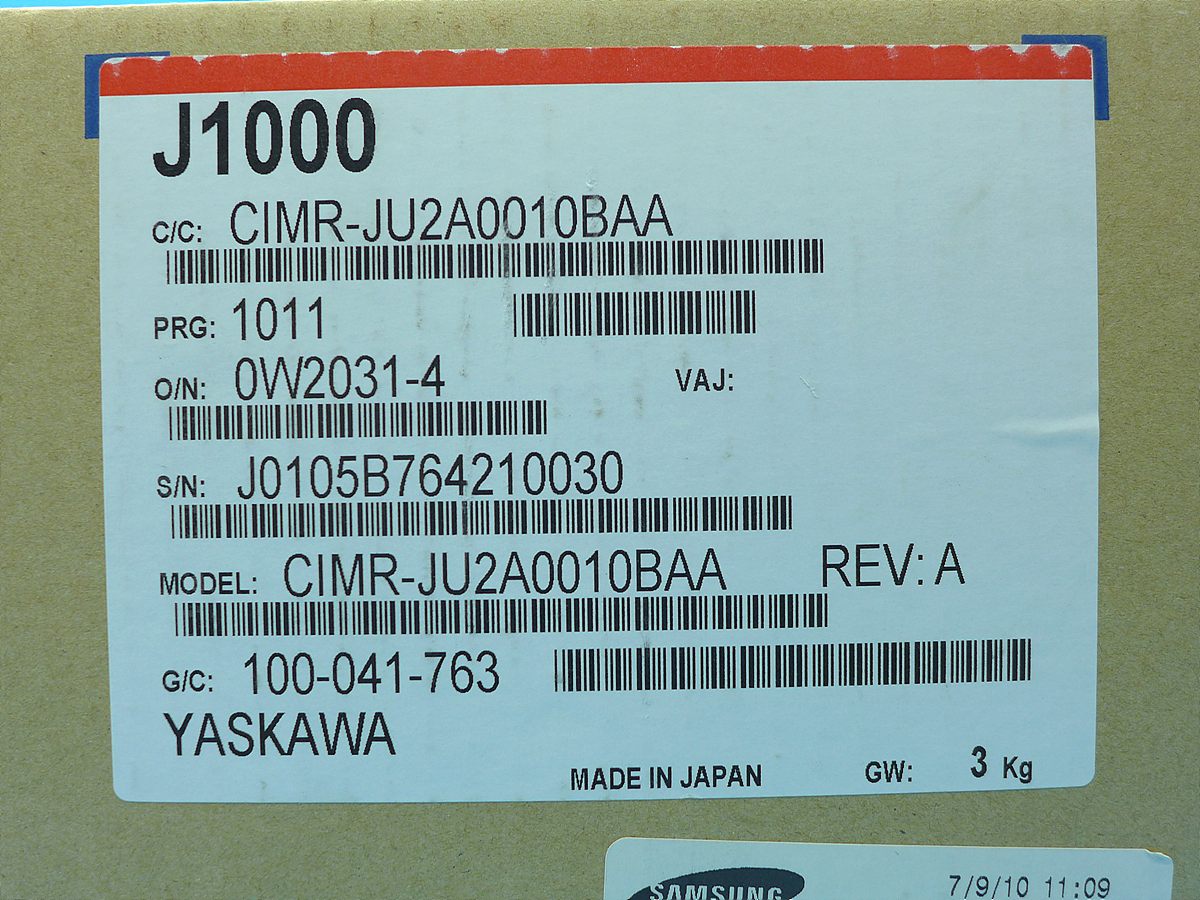 J1000
C/C: CIMR-JU2A0010BAA
PRG: 1011
O/N: 0W2031-4 VAJ:
S/N: J0105B764210030
MODEL: CIMR-JU2A0010BAA REV: A
G/C: 100-041-763
YASKAWA
MADE IN JAPAN GW: 3 Kg
SAMSUNG 7/9/10 11:09